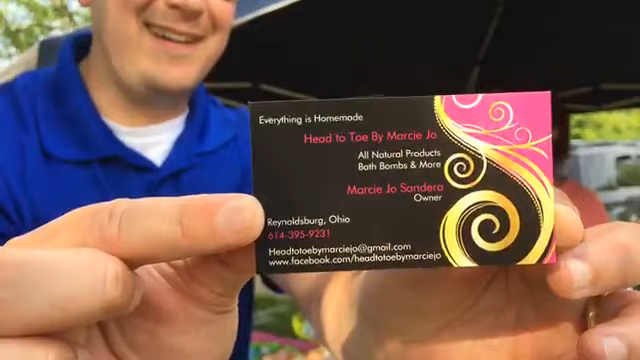 Everything is Homemade
Head to Toe By Marcie Jo
All Natural Products
Bath Bombs & More
Marcie Jo Sandera
Owner
Reynoldsburg, Ohio
614-395-9231
Headtotoebymarciejo@gmail.com
www.facebook.com/headtotoebymarciejo